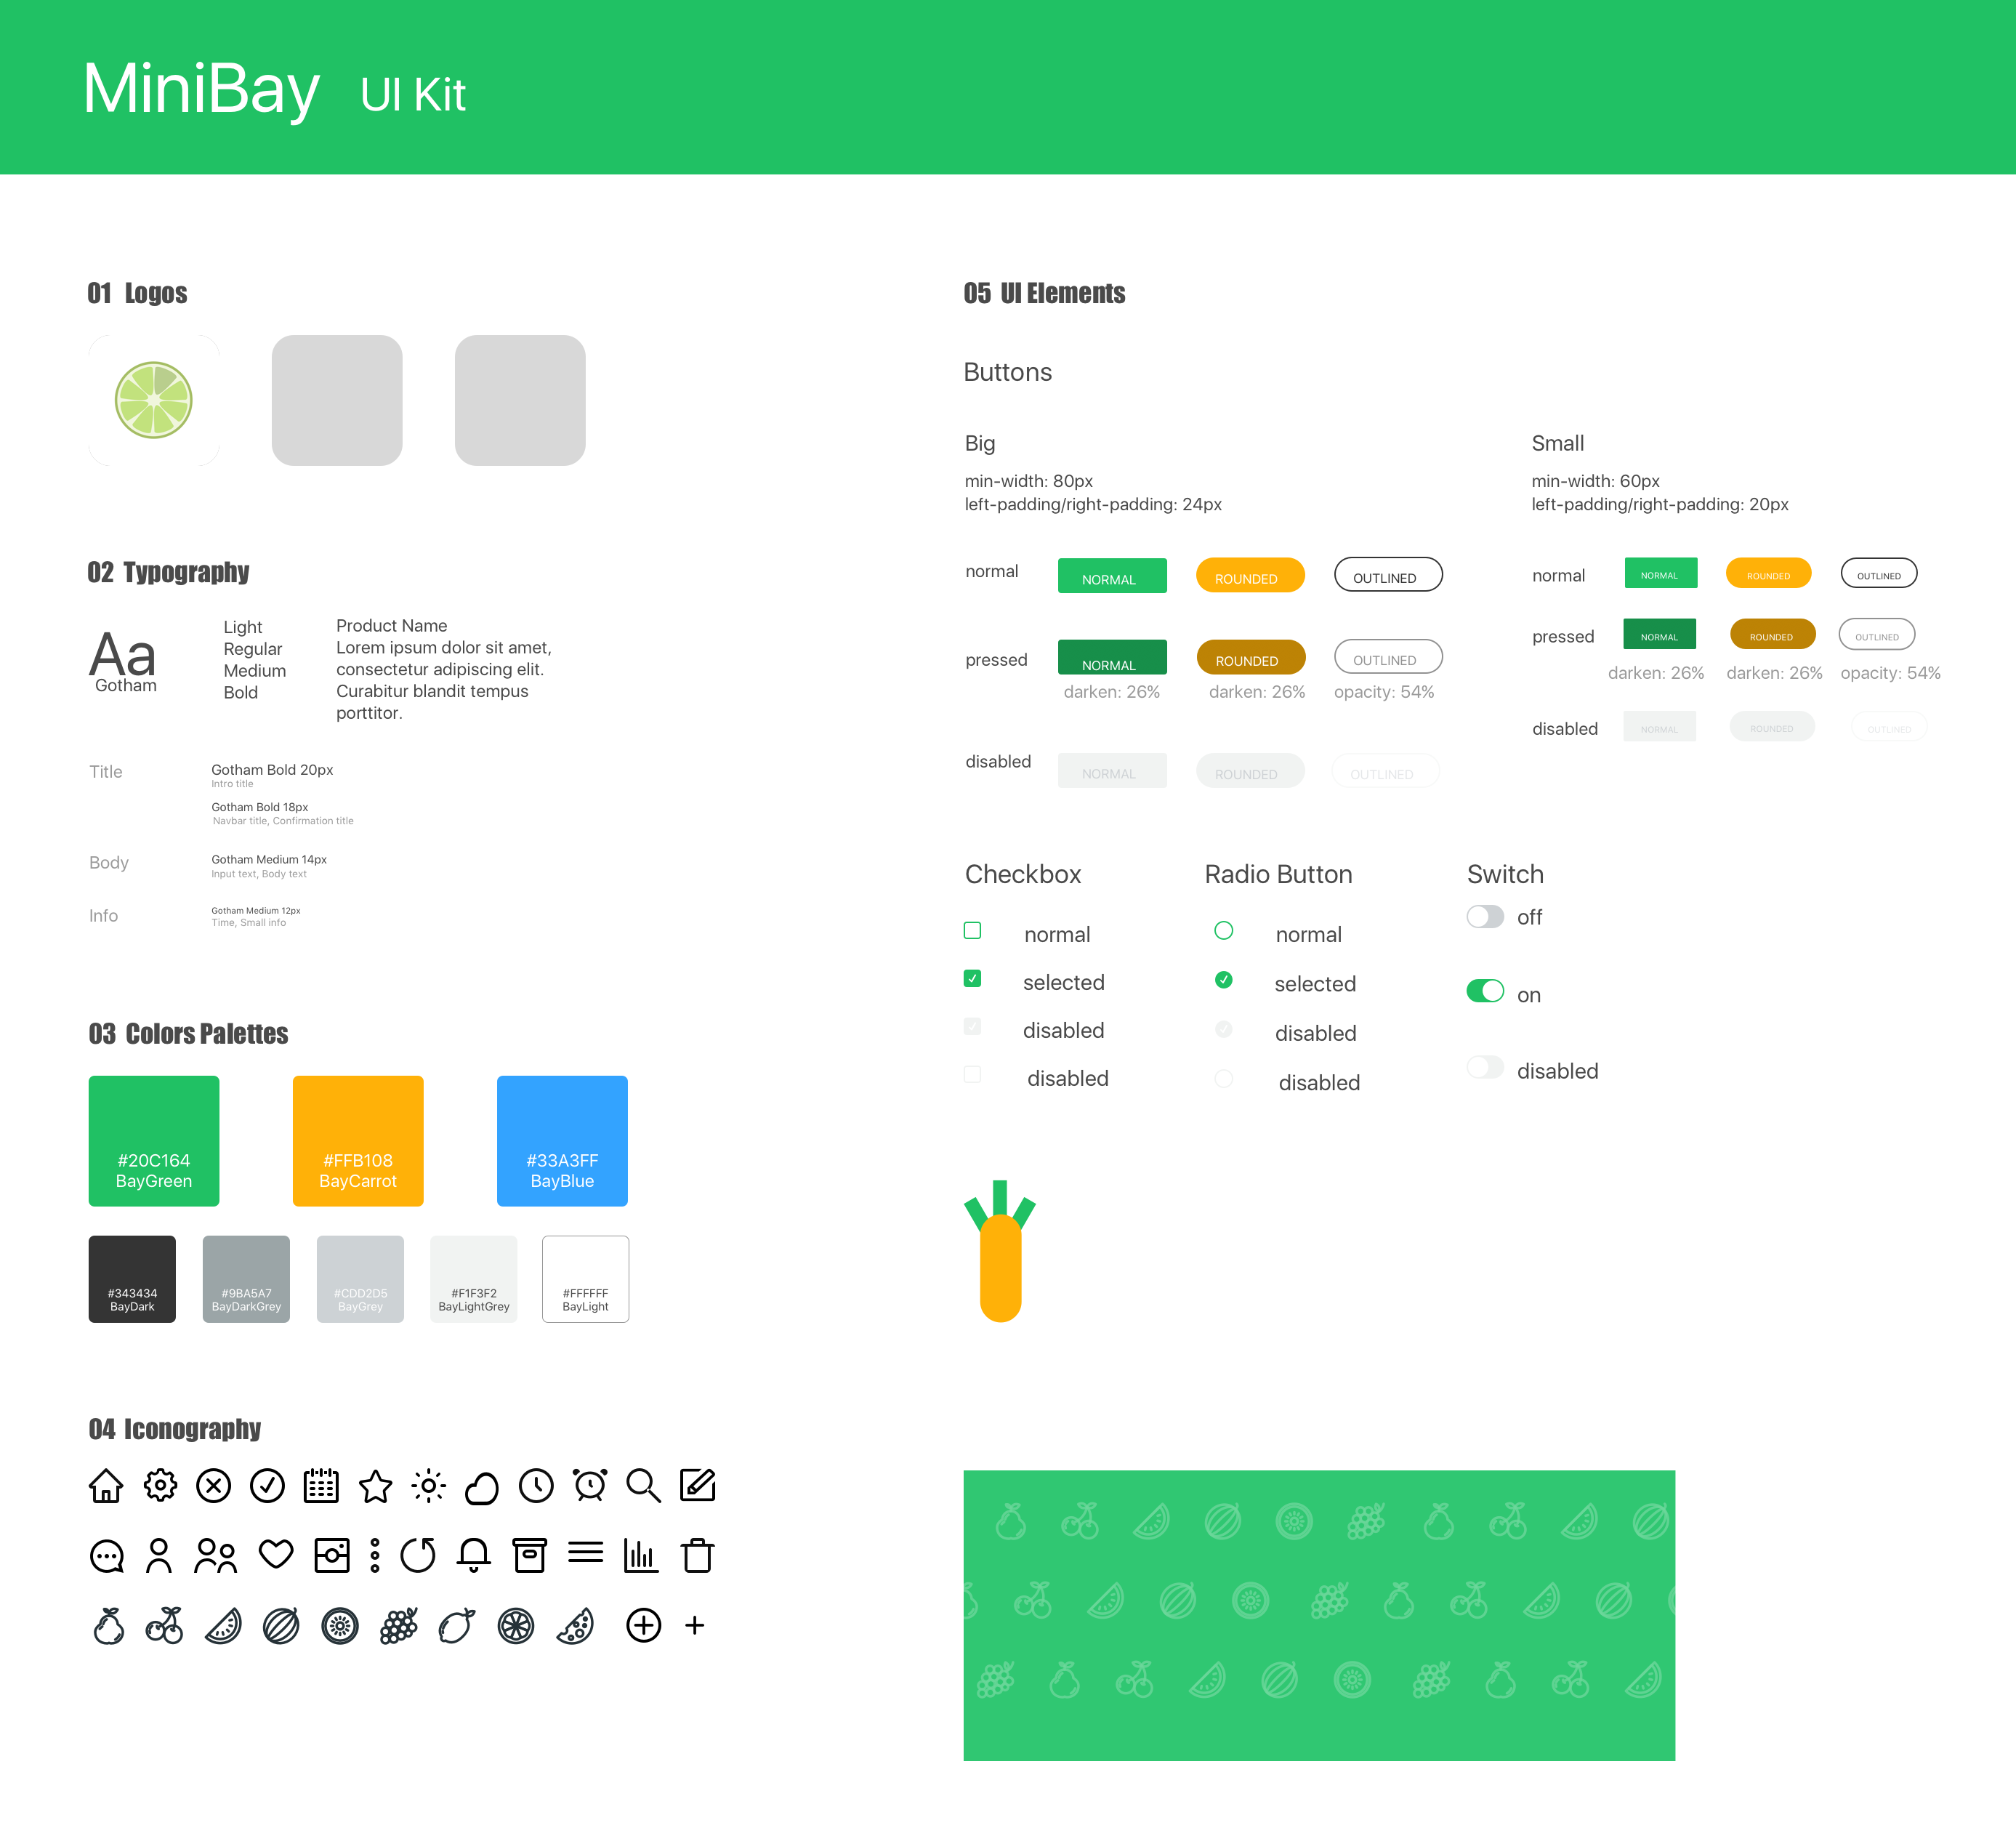 MiniBay UI Kit
01 Logos
02 Typography
Aa
Gotham
Light
Regular
Medium
Bold
Product Name
Lorem ipsum dolor sit amet,
consectetur adipiscing elit.
Curabitur blandit tempus
porttitor.
Title
Gotham Bold 20px
Intro title
Gotham Bold 18px
Navbar title, Confirmation title
Body
Gotham Medium 14px
Input text, Body text
Info
Gotham Medium 12px
Time, Small info
03 Colors Palettes
#20C164
BayGreen
#FFB108
BayCarrot
#33A3FF
BayBlue
#343434
BayDark
#9BA5A7
BayDarkGrey
#CDD2D5
BayGrey
#F1F3F2
BayLightGrey
#FFFFFF
BayLight
04 Iconography
05 UI Elements
Buttons
Big
min-width: 80px
left-padding/right-padding: 24px
normal NORMAL ROUNDED OUTLINED
pressed NORMAL ROUNDED OUTLINED
darken: 26% darken: 26% opacity: 54%
disabled NORMAL ROUNDED OUTLINED
Small
min-width: 60px
left-padding/right-padding: 20px
normal NORMAL ROUNDED OUTLINED
pressed NORMAL ROUNDED OUTLINED
darken: 26% darken: 26% opacity: 54%
disabled NORMAL ROUNDED OUTLINED
Checkbox
normal
selected
disabled
disabled
Radio Button
normal
selected
disabled
disabled
Switch
off
on
disabled